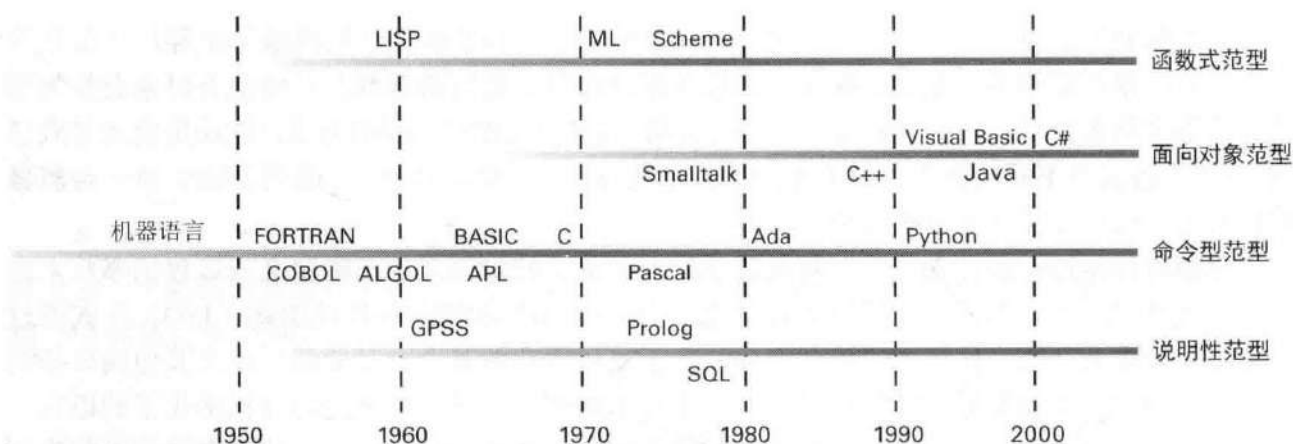 LISP ML Scheme
函数式范型
Visual Basic C#
面向对象范型
Smalltalk C++ Java
机器语言 FORTRAN BASIC C Ada Python
命令型范型
COBOL ALGOL APL Pascal
GPSS Prolog
说明性范型
SQL
1950 1960 1970 1980 1990 2000